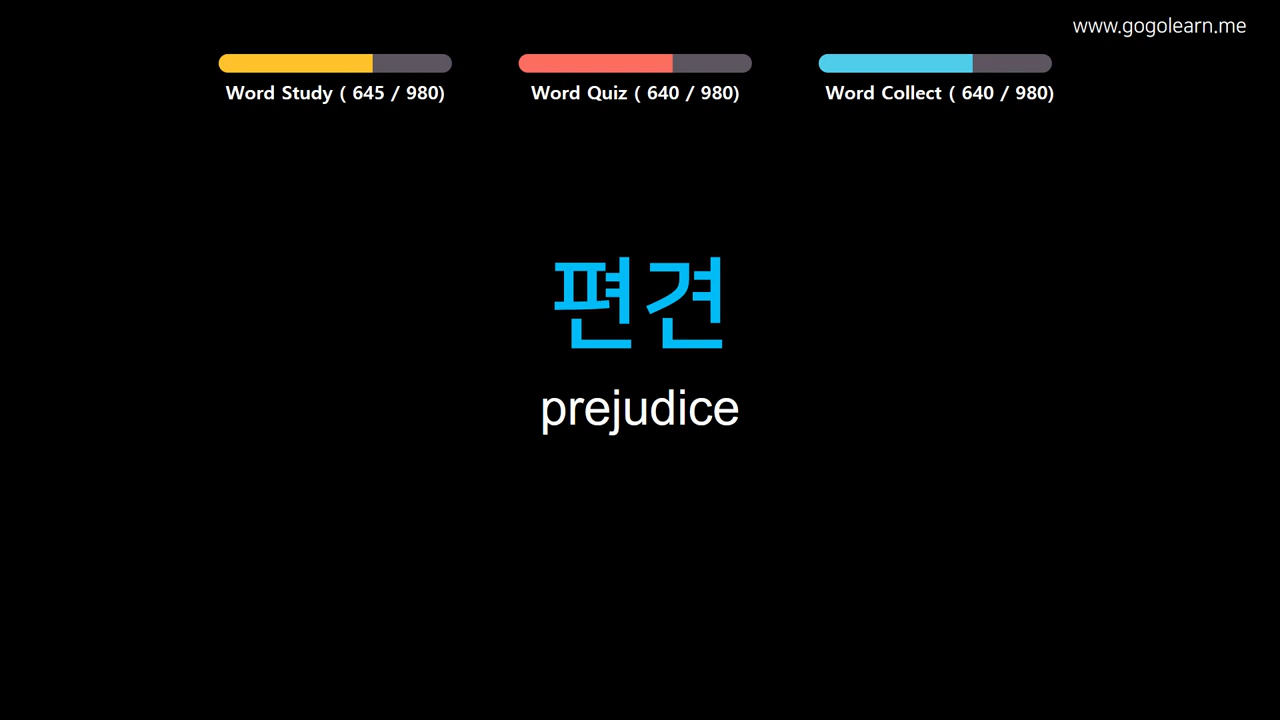 www.gogolearn.me
Word Study ( 645 / 980)
Word Quiz ( 640 / 980)
Word Collect ( 640 / 980)
편견
prejudice